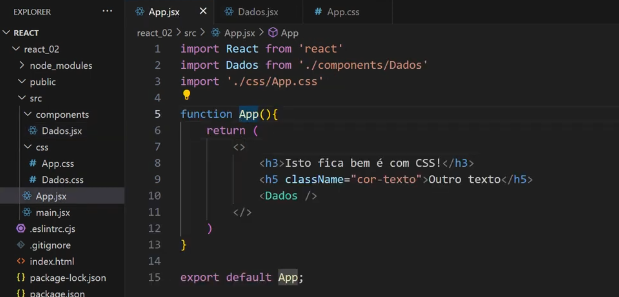 EXPLORER
REACT
react_02
node_modules
public
src
components
Dados.jsx
css
App.css
Dados.css
App.jsx
main.jsx
.eslintrc.cjs
.gitignore
index.html
package-lock.json
package.json
App.jsx
Dados.jsx
App.css
react_02 > src > App.jsx > App
1 import React from 'react'
2 import Dados from './components/Dados'
3 import './css/App.css'
4
5 function App(){
6 return (
7 <>
8 <h3>Isto fica bem é com CSS!</h3>
9 <h5 className="cor-texto">Outro texto</h5>
10 <Dados />
11 </>
12 )
13 }
14
15 export default App;